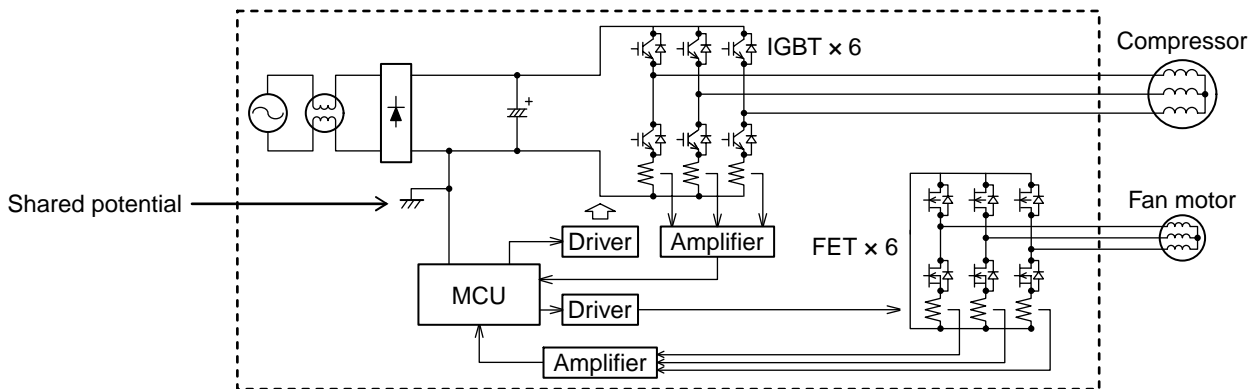 IGBT × 6
Compressor
Shared potential
Fan motor
Driver
Amplifier
FET × 6
MCU
Driver
Amplifier
+